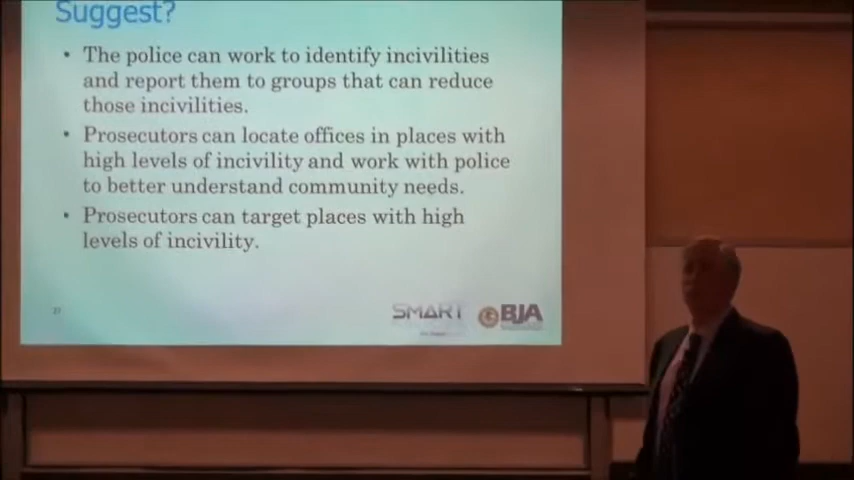 Suggest?
• The police can work to identify incivilities
and report them to groups that can reduce
those incivilities.
• Prosecutors can locate offices in places with
high levels of incivility and work with police
to better understand community needs.
• Prosecutors can target places with high
levels of incivility.
SMART
BJA